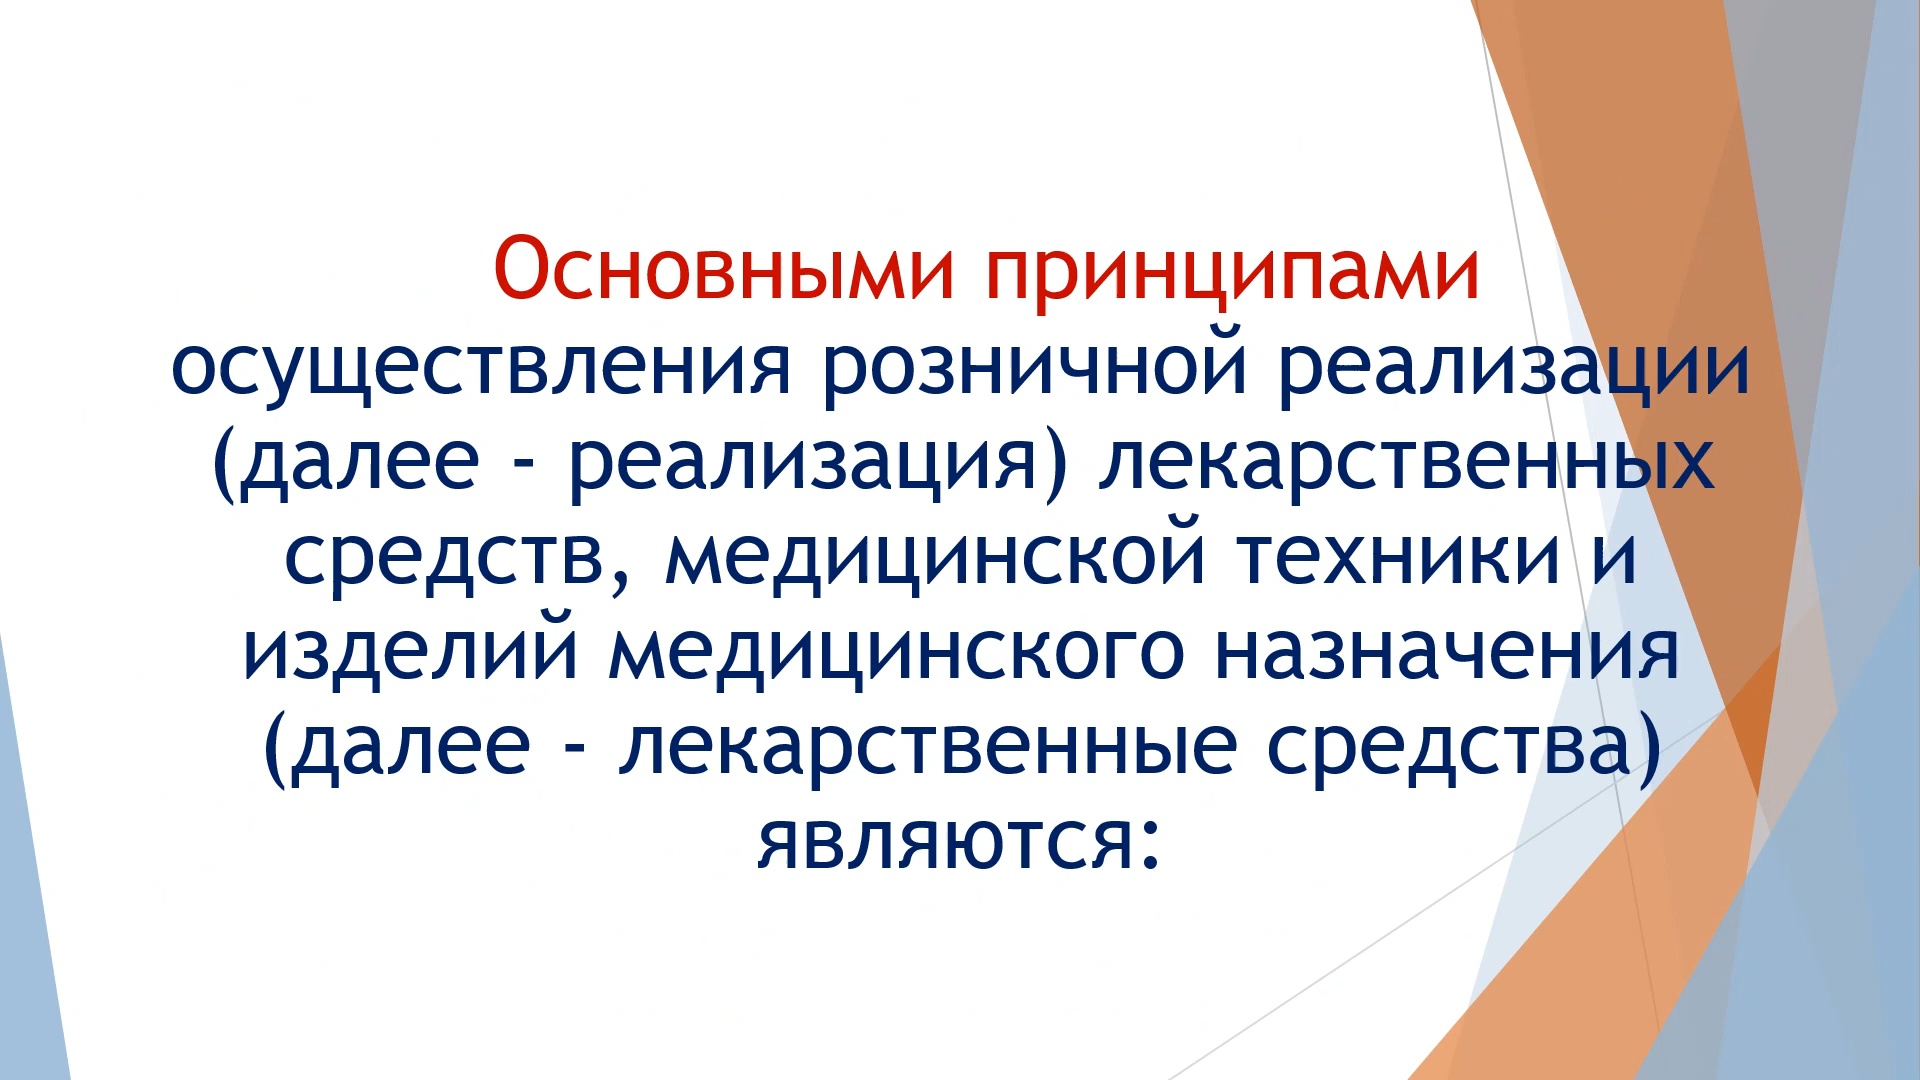 Основными принципами
осуществления розничной реализации
(далее - реализация) лекарственных
средств, медицинской техники и
изделий медицинского назначения
(далее - лекарственные средства)
являются: